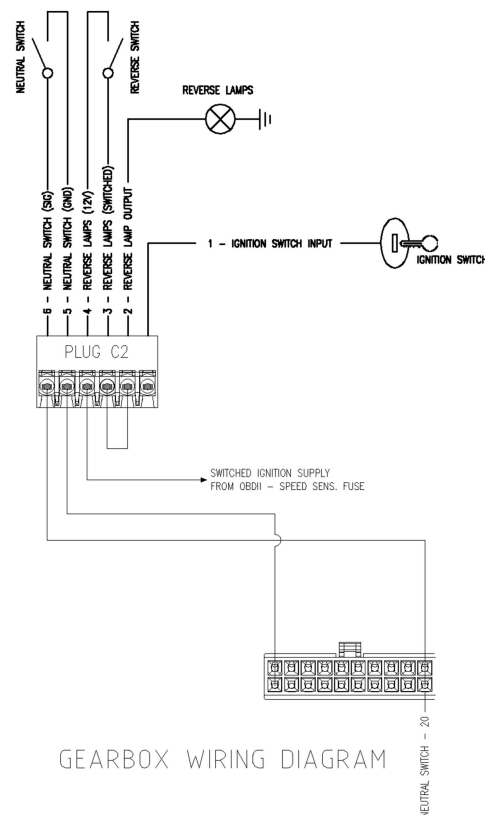 NEUTRAL SWITCH
REVERSE SWITCH
REVERSE LAMPS
6 - NEUTRAL SWITCH (SIG)
5 - NEUTRAL SWITCH (GND)
4 - REVERSE LAMPS (12V)
3 - REVERSE LAMPS (SWITCHED)
2 - REVERSE LAMP OUTPUT
1 - IGNITION SWITCH INPUT
IGNITION SWITCH
PLUG C2
SWITCHED IGNITION SUPPLY
FROM OBDII - SPEED SENS. FUSE
NEUTRAL SWITCH - 20
GEARBOX WIRING DIAGRAM